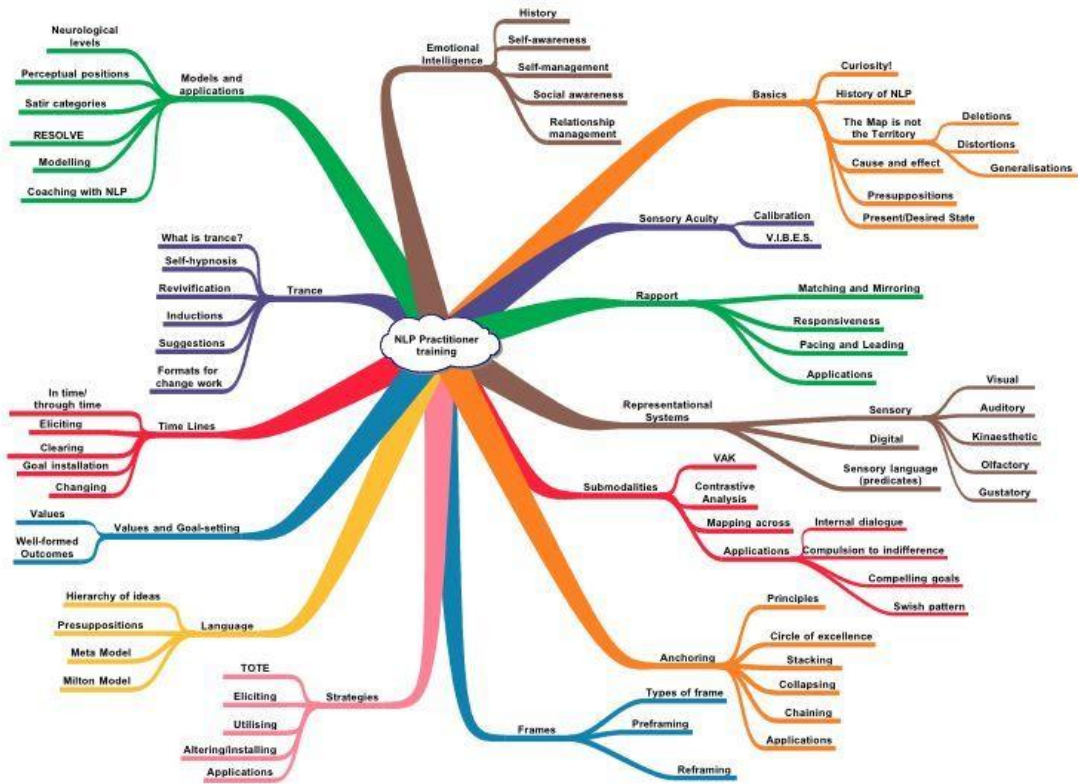 NLP Practitioner
training
Emotional
Intelligence
History
Self-awareness
Self-management
Social awareness
Relationship
management
Basics
Curiosity!
History of NLP
The Map is not
the Territory
Deletions
Distortions
Generalisations
Cause and effect
Presuppositions
Present/Desired State
Sensory Acuity
Calibration
V.I.B.E.S.
Rapport
Matching and Mirroring
Responsiveness
Pacing and Leading
Applications
Representational
Systems
Sensory
Visual
Auditory
Kinaesthetic
Olfactory
Gustatory
Digital
Sensory language
(predicates)
Submodalities
VAK
Contrastive
Analysis
Mapping across
Applications
Internal dialogue
Compulsion to indifference
Compelling goals
Swish pattern
Anchoring
Principles
Circle of excellence
Stacking
Collapsing
Chaining
Applications
Frames
Types of frame
Preframing
Reframing
Strategies
TOTE
Eliciting
Utilising
Altering/installing
Applications
Language
Hierarchy of ideas
Presuppositions
Meta Model
Milton Model
Values and Goal-setting
Values
Well-formed
Outcomes
Time Lines
In time/
through time
Eliciting
Clearing
Goal installation
Changing
Trance
What is trance?
Self-hypnosis
Revivification
Inductions
Suggestions
Formats for
change work
Models and
applications
Neurological
levels
Perceptual positions
Satir categories
RESOLVE
Modelling
Coaching with NLP